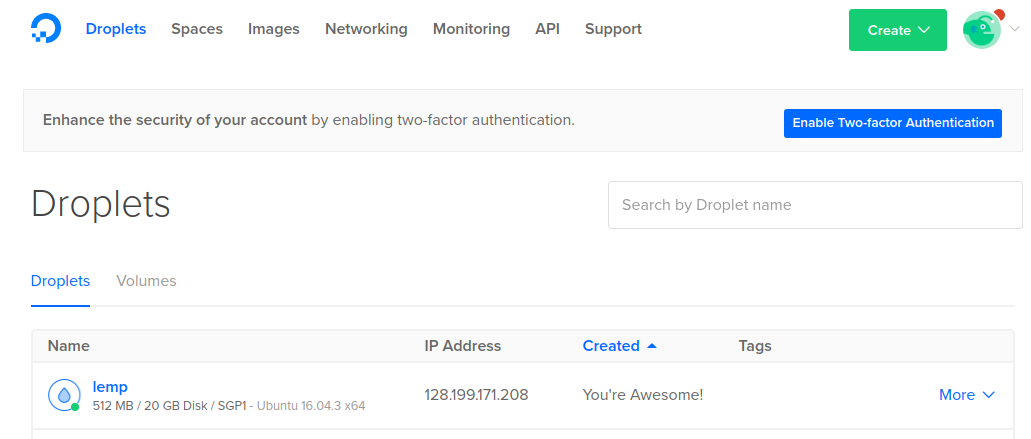 Droplets Spaces Images Networking Monitoring API Support Create
Enhance the security of your account by enabling two-factor authentication. Enable Two-factor Authentication
Droplets Search by Droplet name
Droplets Volumes
Name IP Address Created Tags
lemp
512 MB / 20 GB Disk / SGP1 - Ubuntu 16.04.3 x64 128.199.171.208 You're Awesome! More